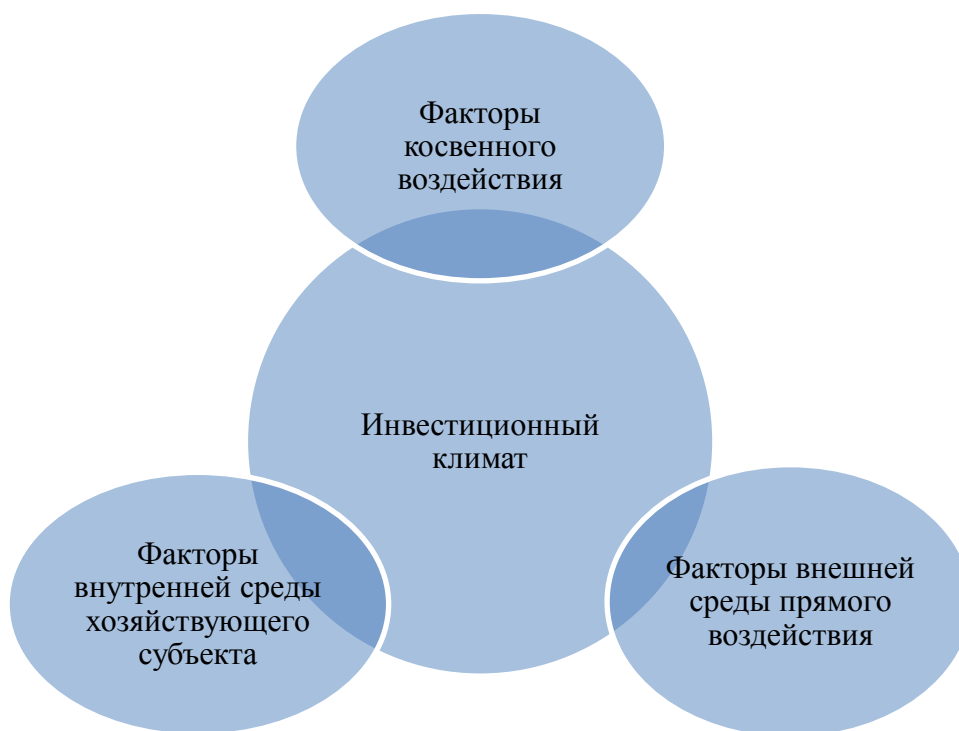 Факторы
косвенного
воздействия
Инвестиционный
климат
Факторы
внутренней среды
хозяйствующего
субъекта
Факторы внешней
среды прямого
воздействия